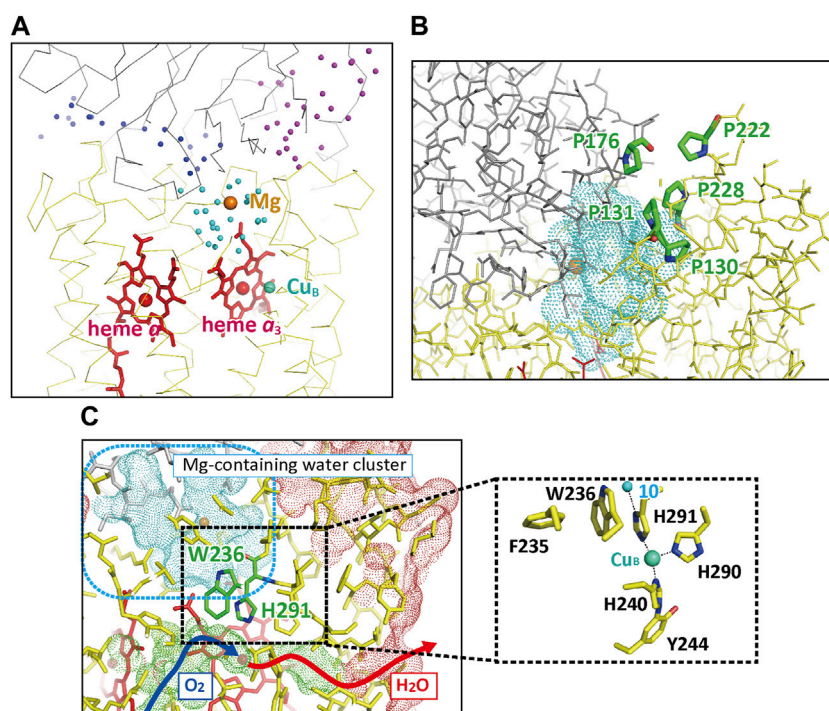 A
Mg
CuB
heme a
heme a3
B
P176
P222
P228
P131
P130
C
Mg-containing water cluster
W236
H291
O2
H2O
W236
10
H291
F235
CuB
H290
H240
Y244